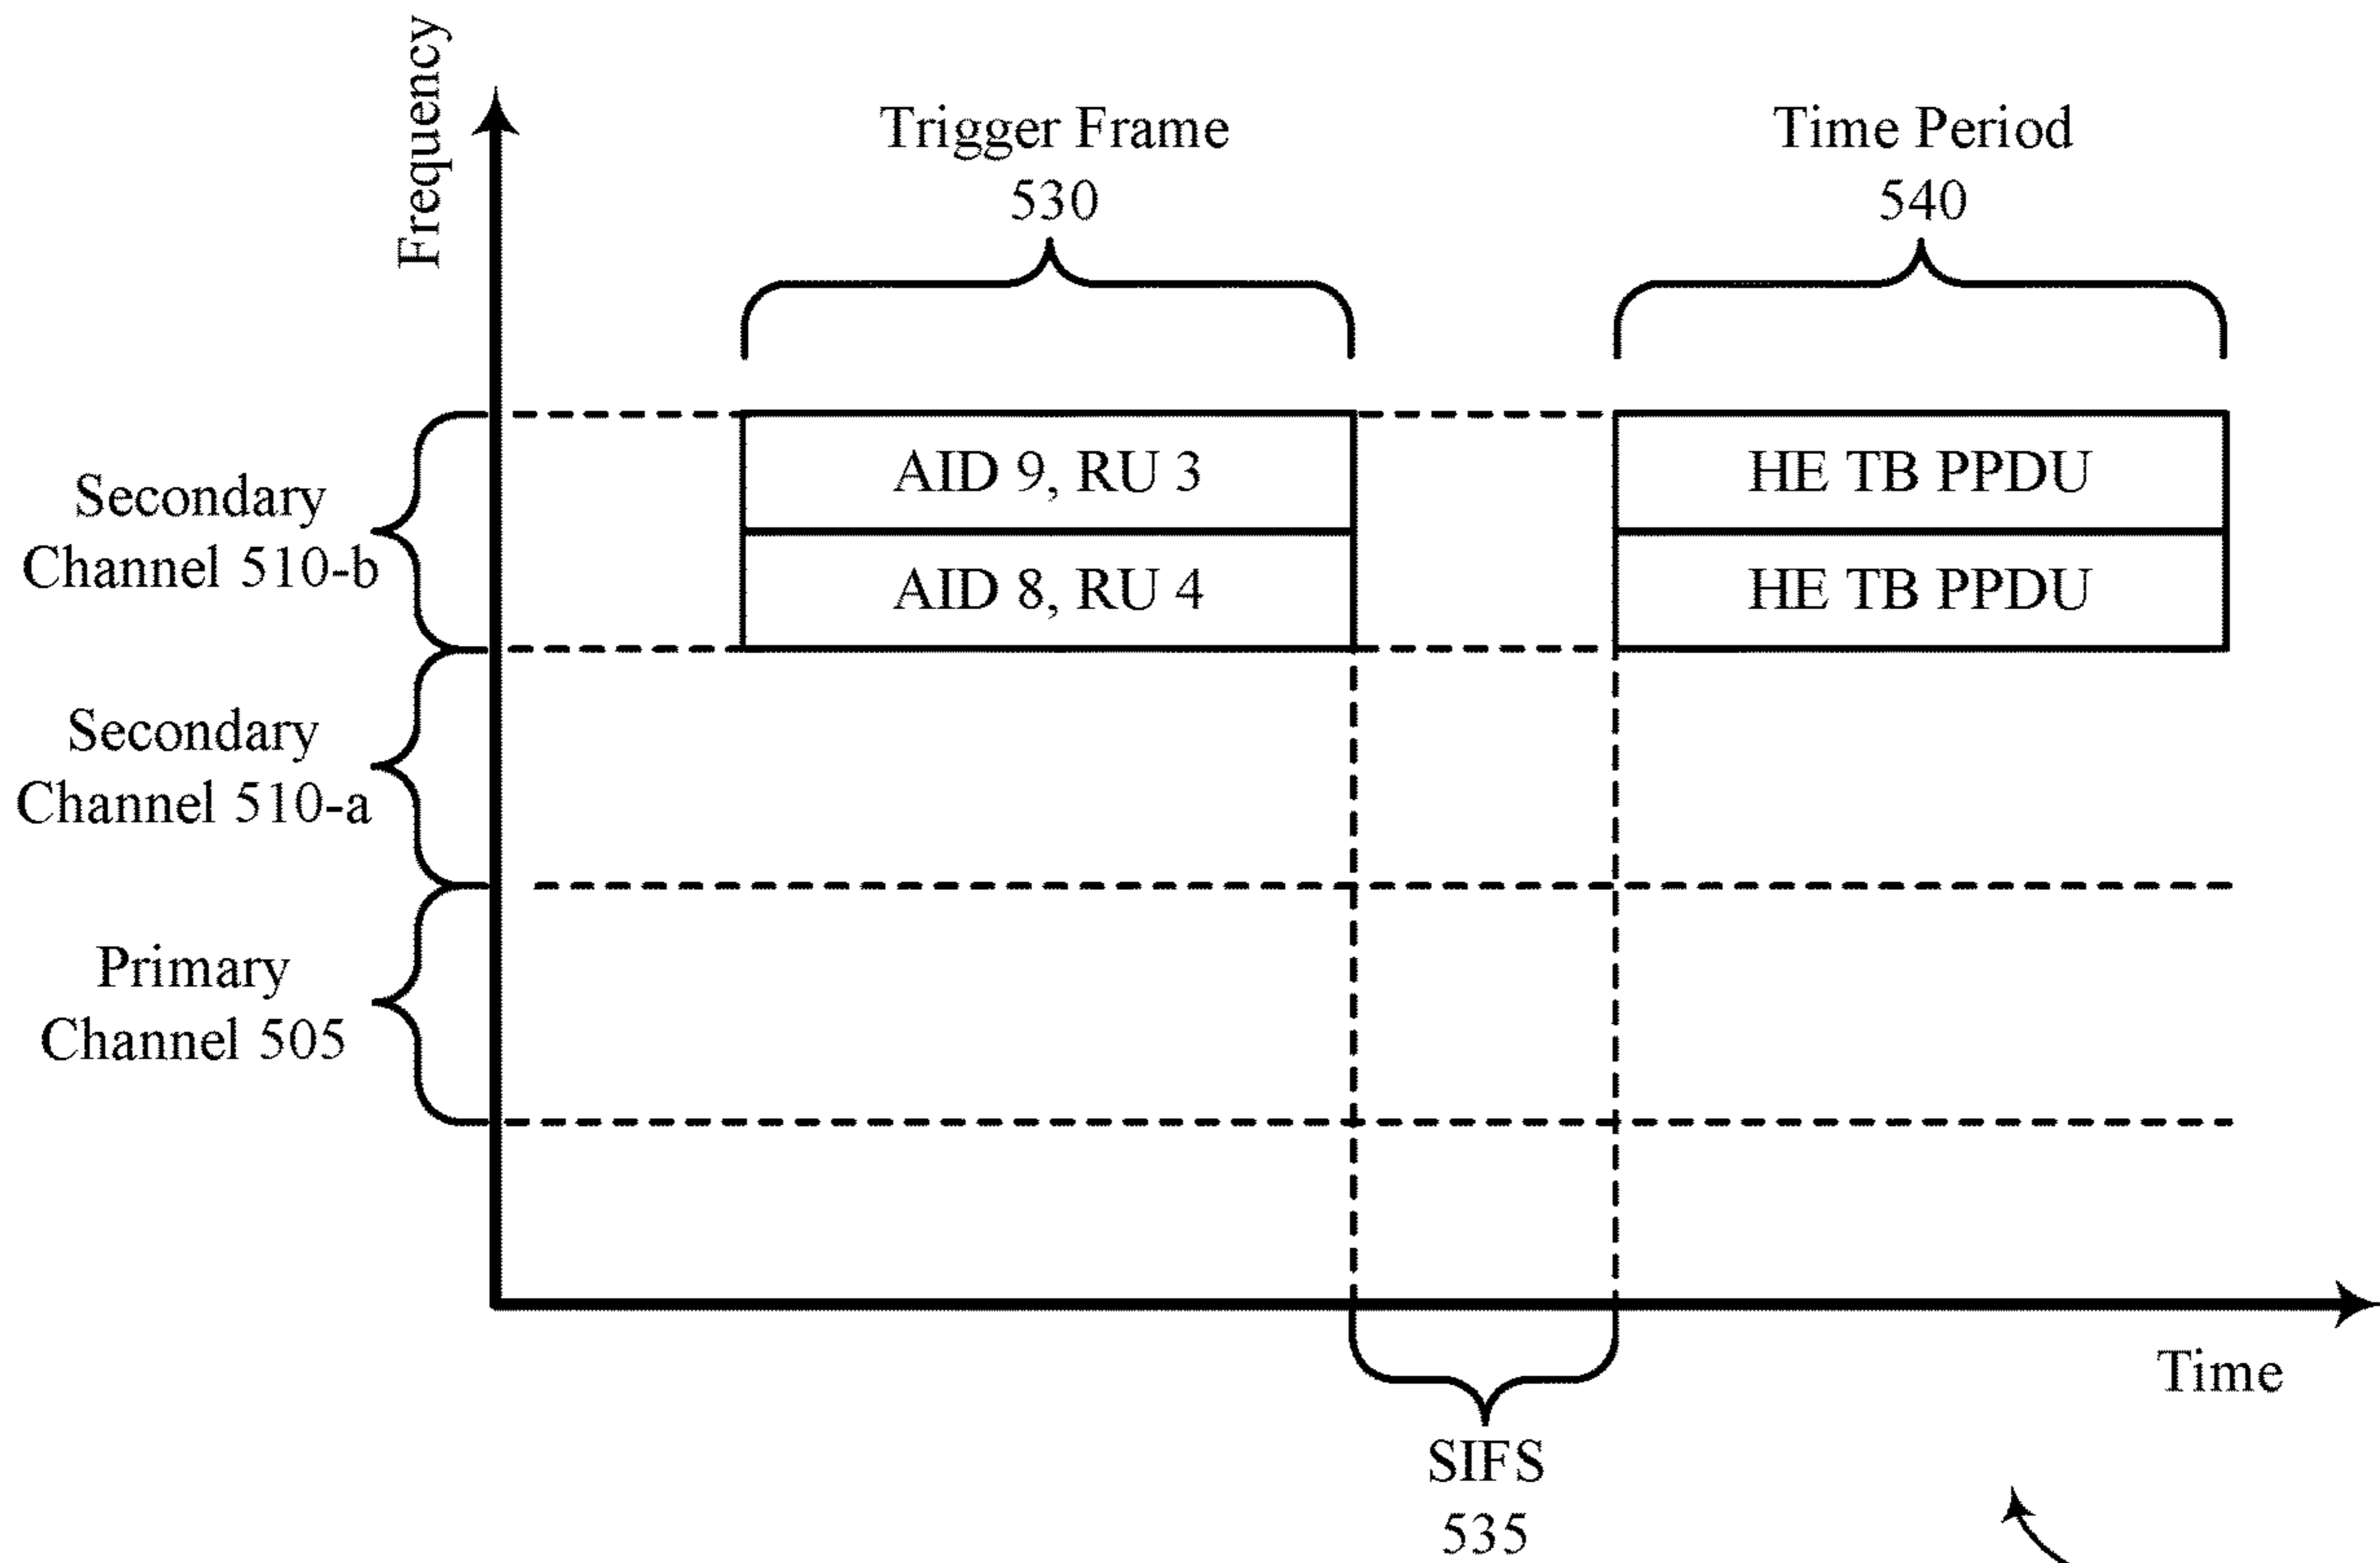 Frequency
Trigger Frame
530
Time Period
540
Secondary
Channel 510-b
AID 9, RU 3
HE TB PPDU
AID 8, RU 4
HE TB PPDU
Secondary
Channel 510-a
Primary
Channel 505
Time
SIFS
535